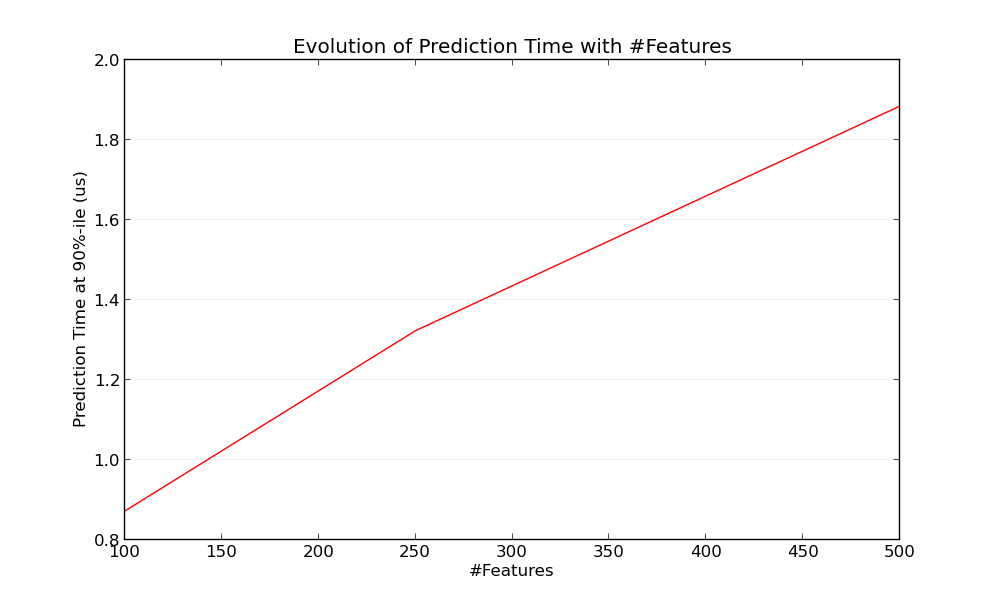 Evolution of Prediction Time with #Features
Prediction Time at 90%-ile (us)
2.0
1.8
1.6
1.4
1.2
1.0
0.8
100 150 200 250 300 350 400 450 500
#Features